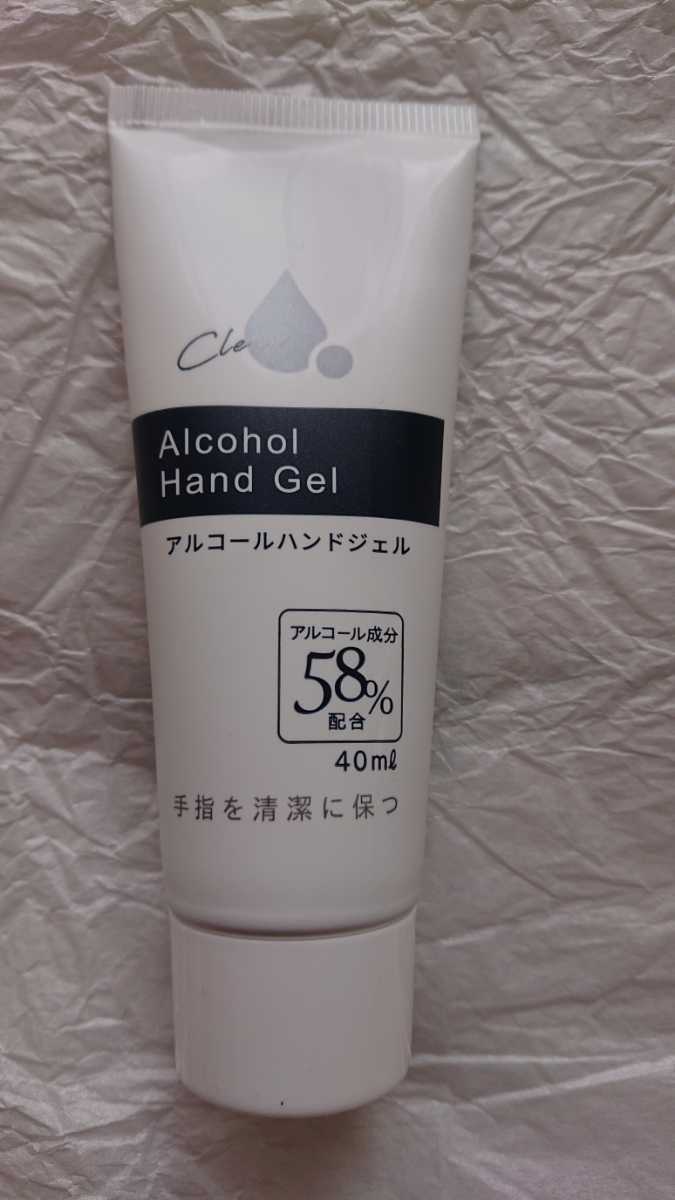 Alcohol
Hand Gel
アルコールハンドジェル
アルコール成分
58%
配合
40ml
手指を清潔に保つ